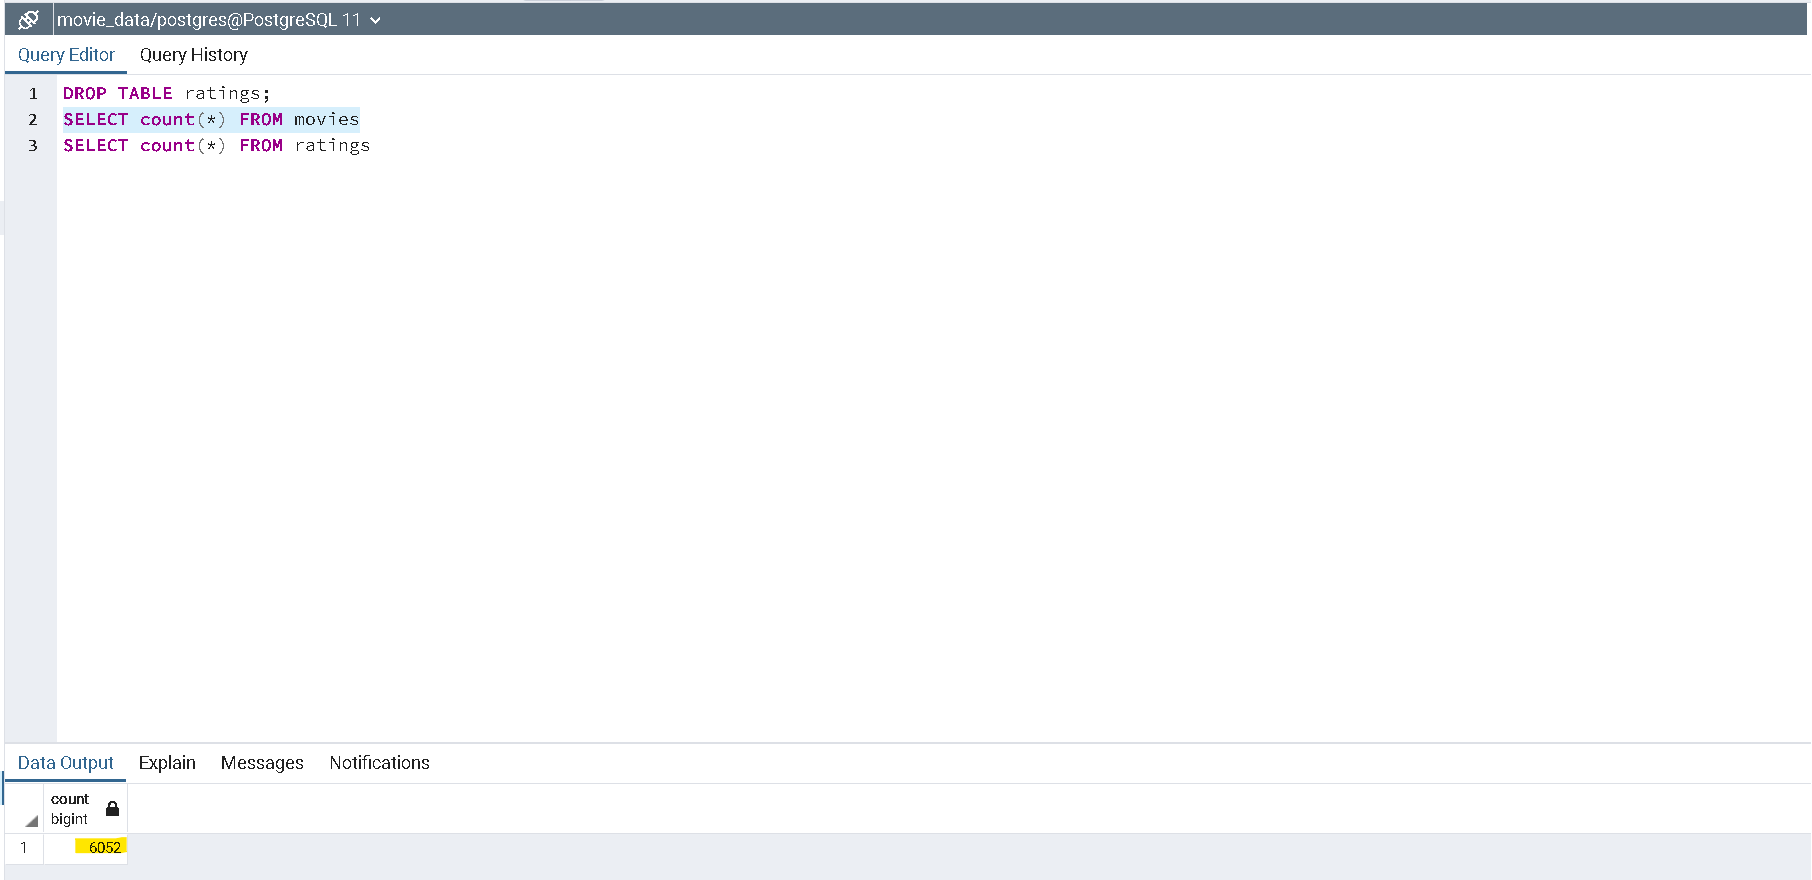 movie_data/postgres@PostgreSQL 11
Query Editor Query History
1 DROP TABLE ratings;
2 SELECT count(*) FROM movies
3 SELECT count(*) FROM ratings
Data Output Explain Messages Notifications
count
bigint
1 6052